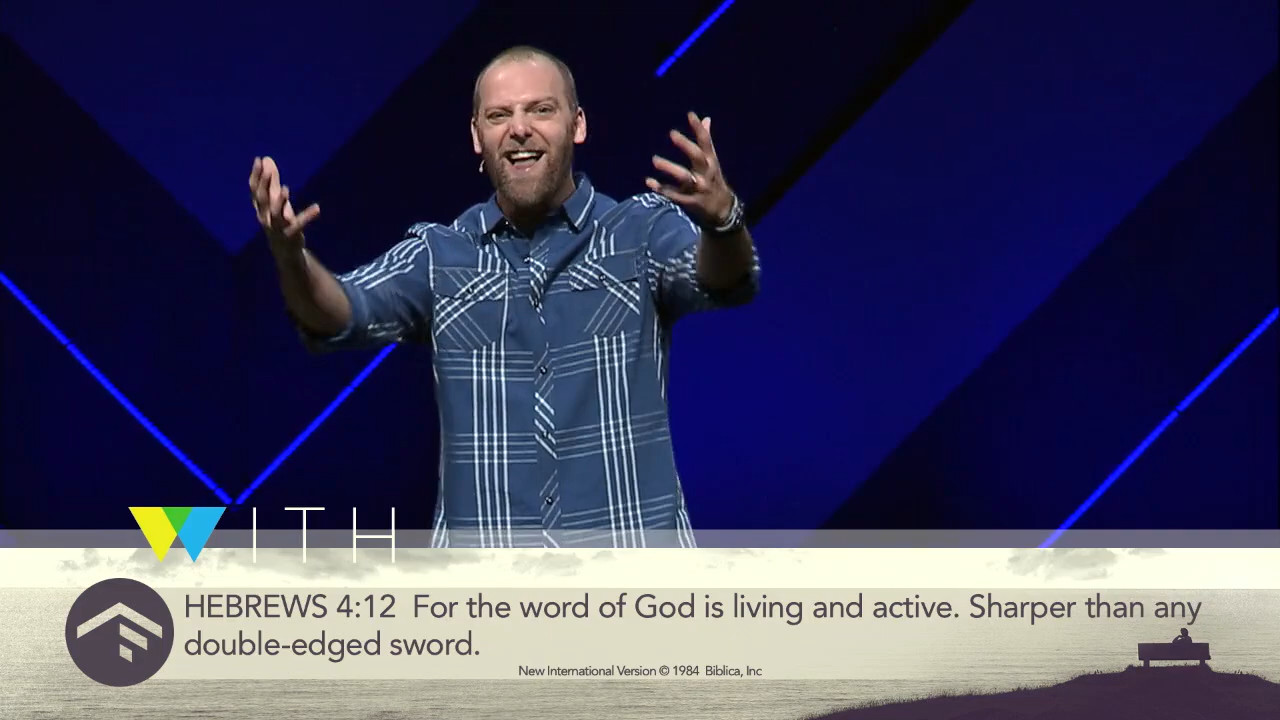 WITH
HEBREWS 4:12 For the word of God is living and active. Sharper than any
double-edged sword.
New International Version © 1984 Biblica, Inc